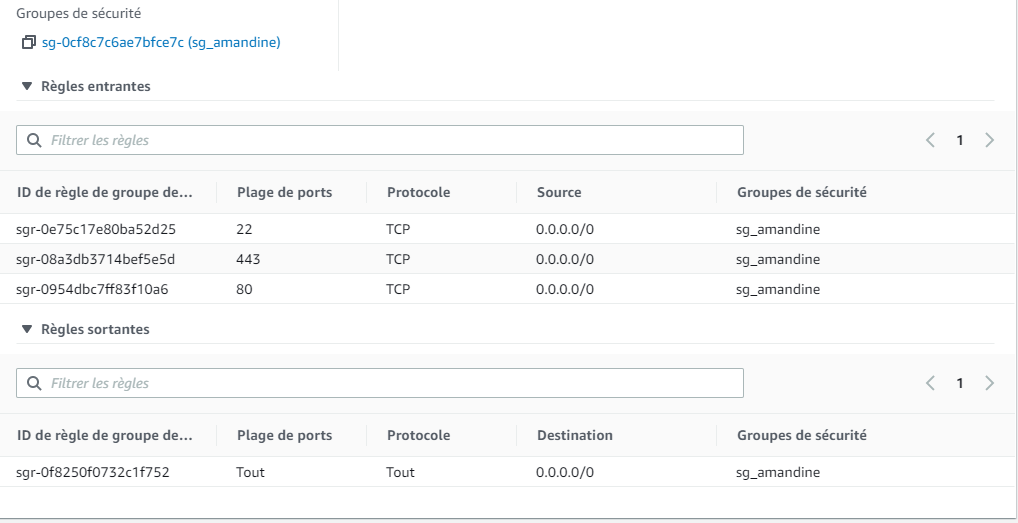 Groupes de sécurité
sg-0cf8c7c6ae7bfce7c (sg_amandine)
Règles entrantes
Filtrer les règles
1
ID de règle de groupe de... Plage de ports Protocole Source Groupes de sécurité
sgr-0e75c17e80ba52d25 22 TCP 0.0.0.0/0 sg_amandine
sgr-08a3db3714bef5e5d 443 TCP 0.0.0.0/0 sg_amandine
sgr-0954dbc7ff83f10a6 80 TCP 0.0.0.0/0 sg_amandine
Règles sortantes
Filtrer les règles
1
ID de règle de groupe de... Plage de ports Protocole Destination Groupes de sécurité
sgr-0f8250f0732c1f752 Tout Tout 0.0.0.0/0 sg_amandine